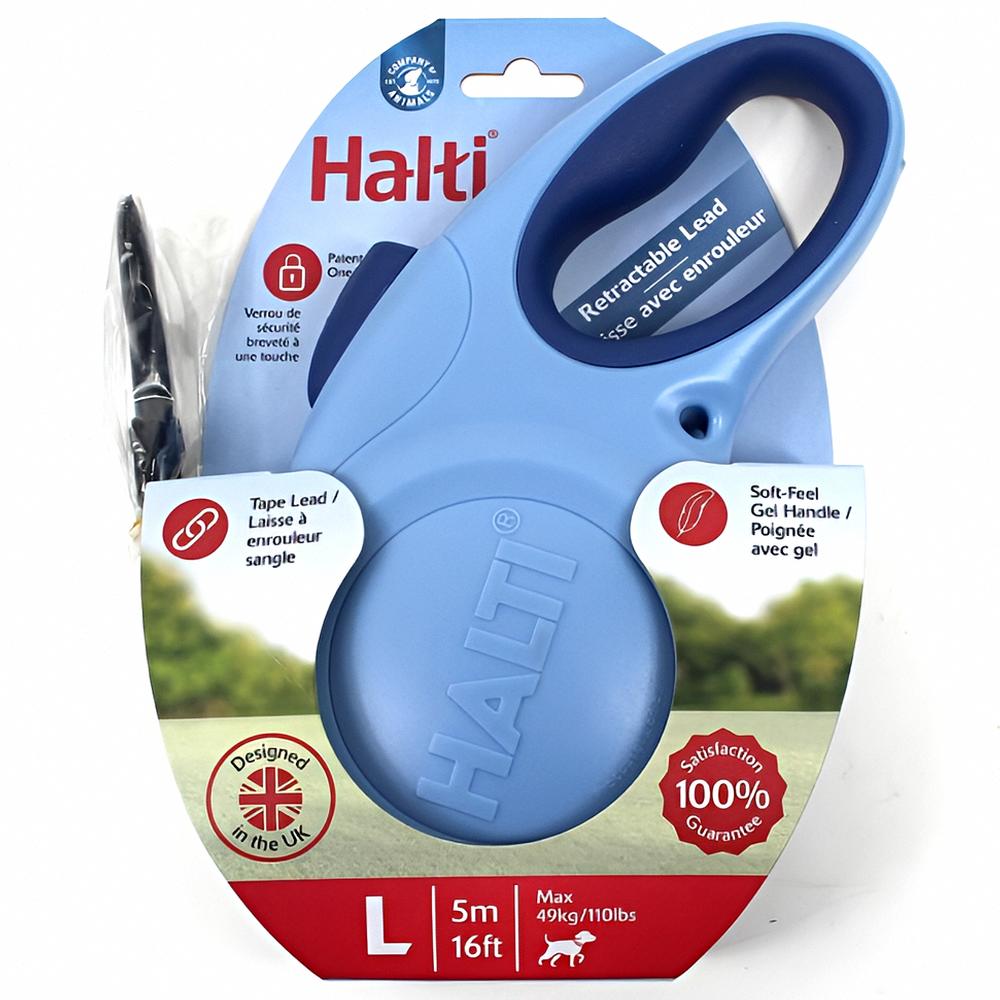 COMPANY of
ANIMALS
Halti®
Retractable Lead
isse avec enrouleur
Patent
One
Verrou de
sécurité
breveté à
une touche
Tape Lead /
Laisse à
enrouleur
sangle
Soft-Feel
Gel Handle /
Poignée
avec gel
HALTI®
Designed
in the UK
Satisfaction
100%
Guarantee
L
5m
16ft
Max
49kg/110lbs